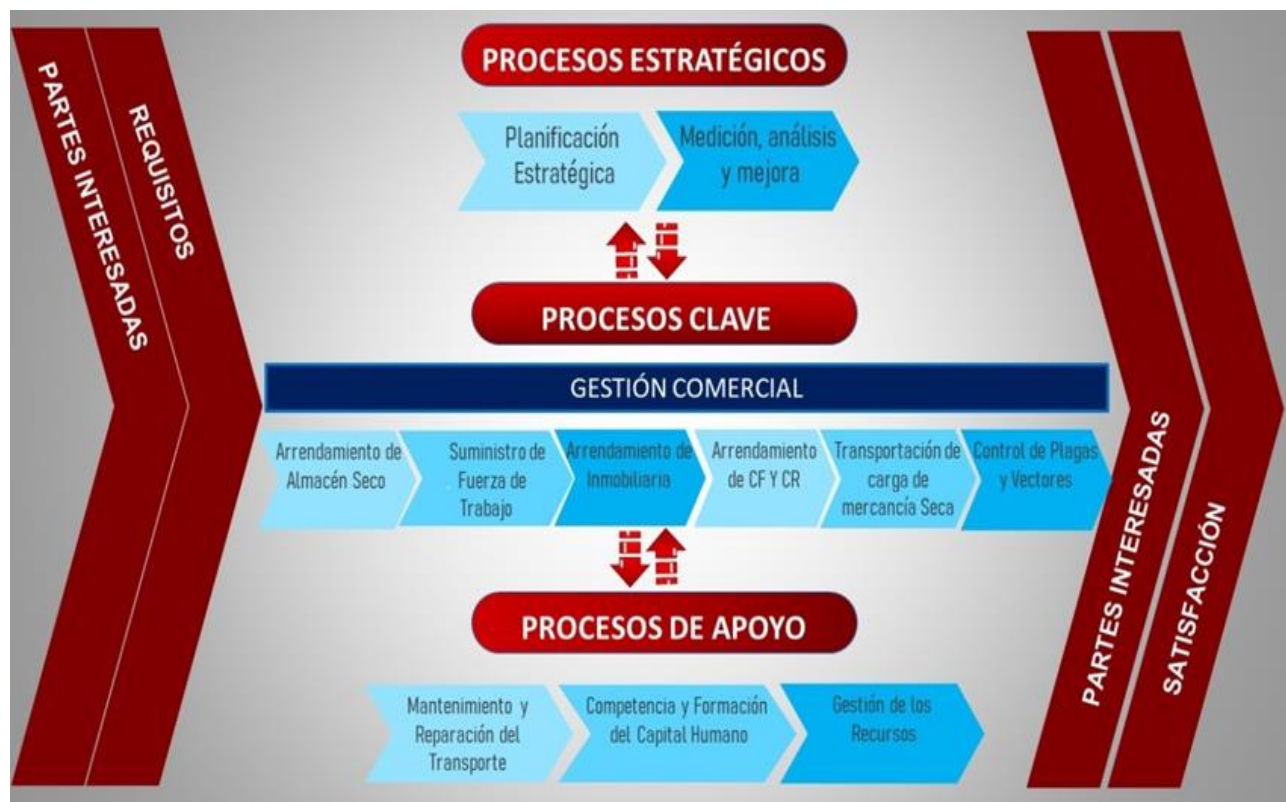 PARTES INTERESADAS
REQUISITOS
PROCESOS ESTRATÉGICOS
Planificación
Estratégica
Medición, análisis
y mejora
PROCESOS CLAVE
GESTIÓN COMERCIAL
Arrendamiento de
Almacén Seco
Suministro de
. Fuerza de
Trabajo
Arrendamiento de
Inmobiliaria
Arrendamiento
de CF Y CR
Transportación de
carga de
mercancía Seca
Control de Plagas
y Vectores
PROCESOS DE APOYO
Mantenimiento y
Reparación del
Transporte
Competencia y Formación
del Capital Humano
Gestión de los
Recursos
PARTES INTERESADAS
SATISFACCIÓN